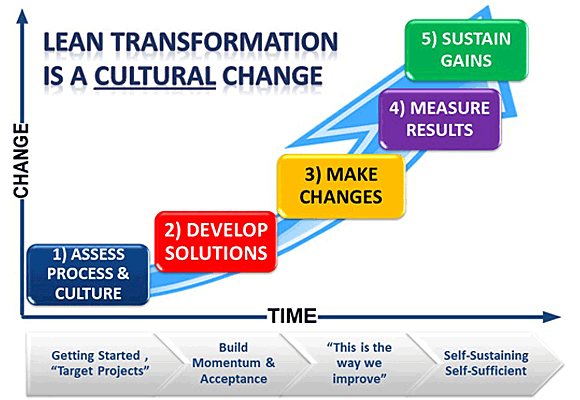 LEAN TRANSFORMATION
IS A CULTURAL CHANGE
5) SUSTAIN
GAINS
4) MEASURE
RESULTS
3) MAKE
CHANGES
2) DEVELOP
SOLUTIONS
1) ASSESS
PROCESS &
CULTURE
CHANGE
TIME
Getting Started ,
“Target Projects”
Build
Momentum &
Acceptance
“This is the
way we
improve”
Self-Sustaining
Self-Sufficient